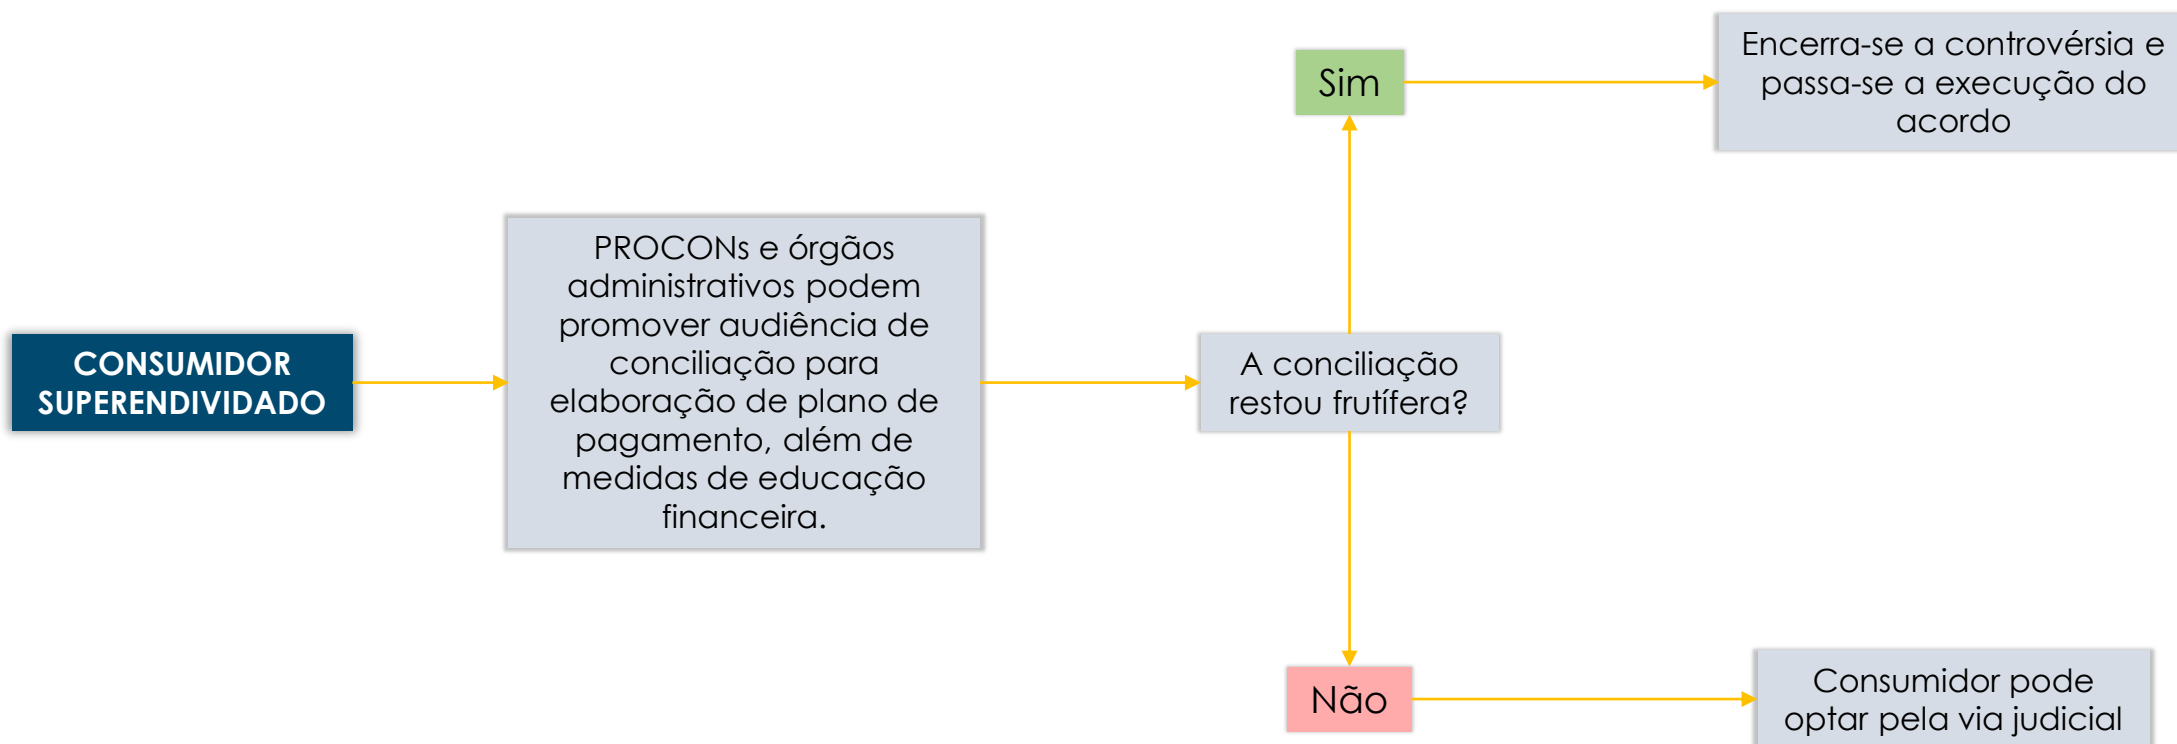 CONSUMIDOR
SUPERENDIVIDADO
PROCONs e órgãos
administrativos podem
promover audiência de
conciliação para
elaboração de plano de
pagamento, além de
medidas de educação
financeira.
A conciliação
restou frutífera?
Sim
Encerra-se a controvérsia e
passa-se a execução do
acordo
Não
Consumidor pode
optar pela via judicial